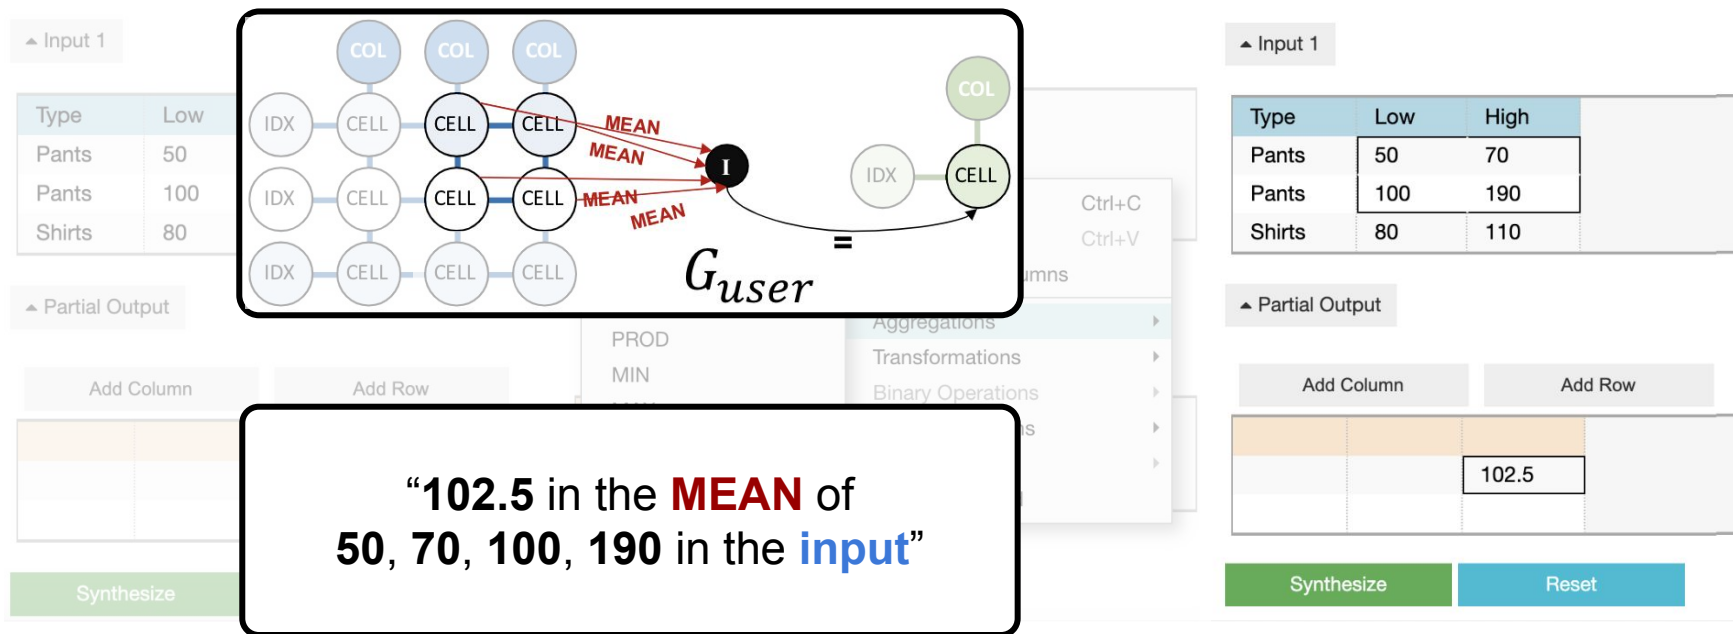 Input 1
Type Low
Pants 50
Pants 100
Shirts 80
Partial Output
Add Column Add Row
Synthesize
COL COL COL
IDX CELL CELL CELL
IDX CELL CELL CELL
IDX CELL CELL CELL
MEAN
MEAN
MEAN
MEAN
I
COL
IDX CELL
=
G_user
Ctrl+C
Ctrl+V
umns
Aggregations
Transformations
Binary Operations
ns
PROD
MIN
“102.5 in the MEAN of
50, 70, 100, 190 in the input”
Input 1
Type Low High
Pants 50 70
Pants 100 190
Shirts 80 110
Partial Output
Add Column Add Row
102.5
Synthesize Reset